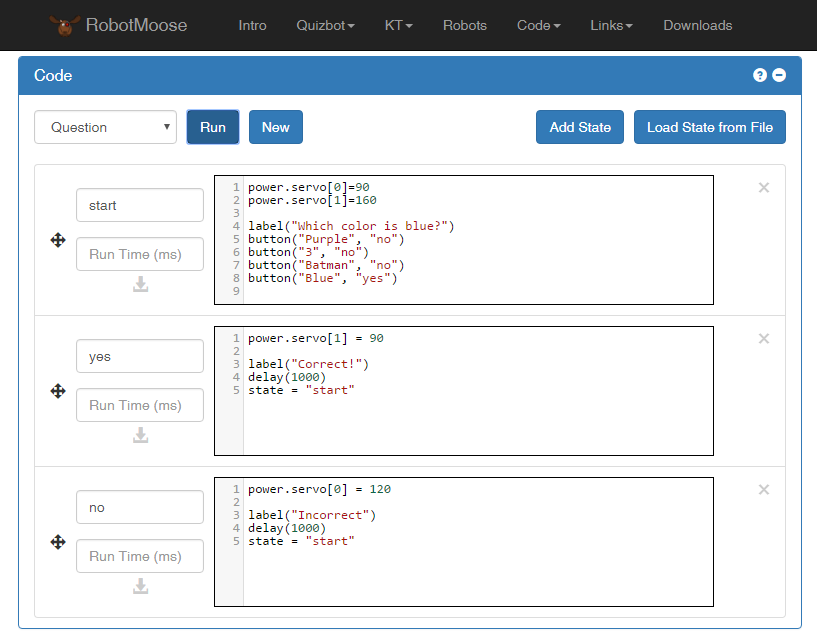 RobotMoose Intro Quizbot KT Robots Code Links Downloads
Code
Question Run New Add State Load State from File
start
Run Time (ms)
1 power.servo[0]=90
2 power.servo[1]=160
3
4 label("Which color is blue?")
5 button("Purple", "no")
6 button("3", "no")
7 button("Batman", "no")
8 button("Blue", "yes")
9
yes
Run Time (ms)
1 power.servo[1] = 90
2
3 label("Correct!")
4 delay(1000)
5 state = "start"
no
Run Time (ms)
1 power.servo[0] = 120
2
3 label("Incorrect")
4 delay(1000)
5 state = "start"